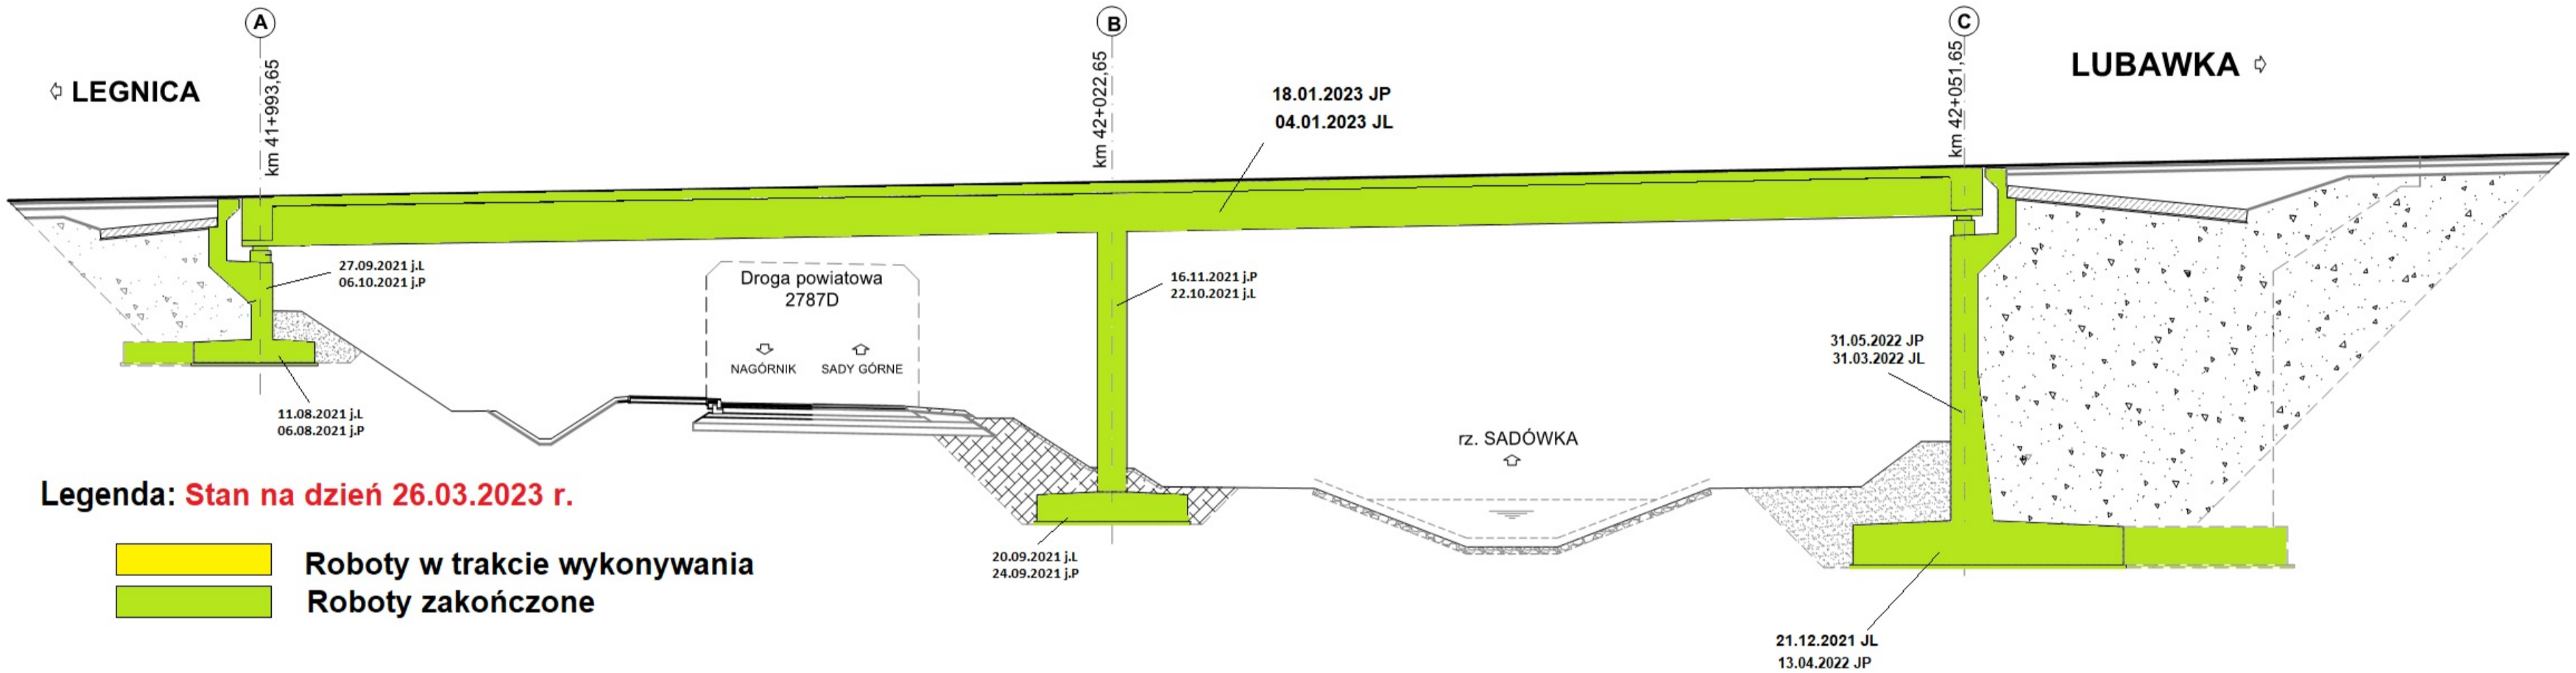 A
B
C
km 41+993,65
km 42+022,65
km 42+051,65
LEGNICA
LUBAWKA
18.01.2023 JP
04.01.2023 JL
27.09.2021 j.L
06.10.2021 j.P
Droga powiatowa
2787D
NAGÓRNIK
SADY GÓRNE
16.11.2021 j.P
22.10.2021 j.L
31.05.2022 JP
31.03.2022 JL
11.08.2021 j.L
06.08.2021 j.P
rz. SADÓWKA
Legenda: Stan na dzień 26.03.2023 r.
Roboty w trakcie wykonywania
Roboty zakończone
20.09.2021 j.L
24.09.2021 j.P
21.12.2021 JL
13.04.2022 JP